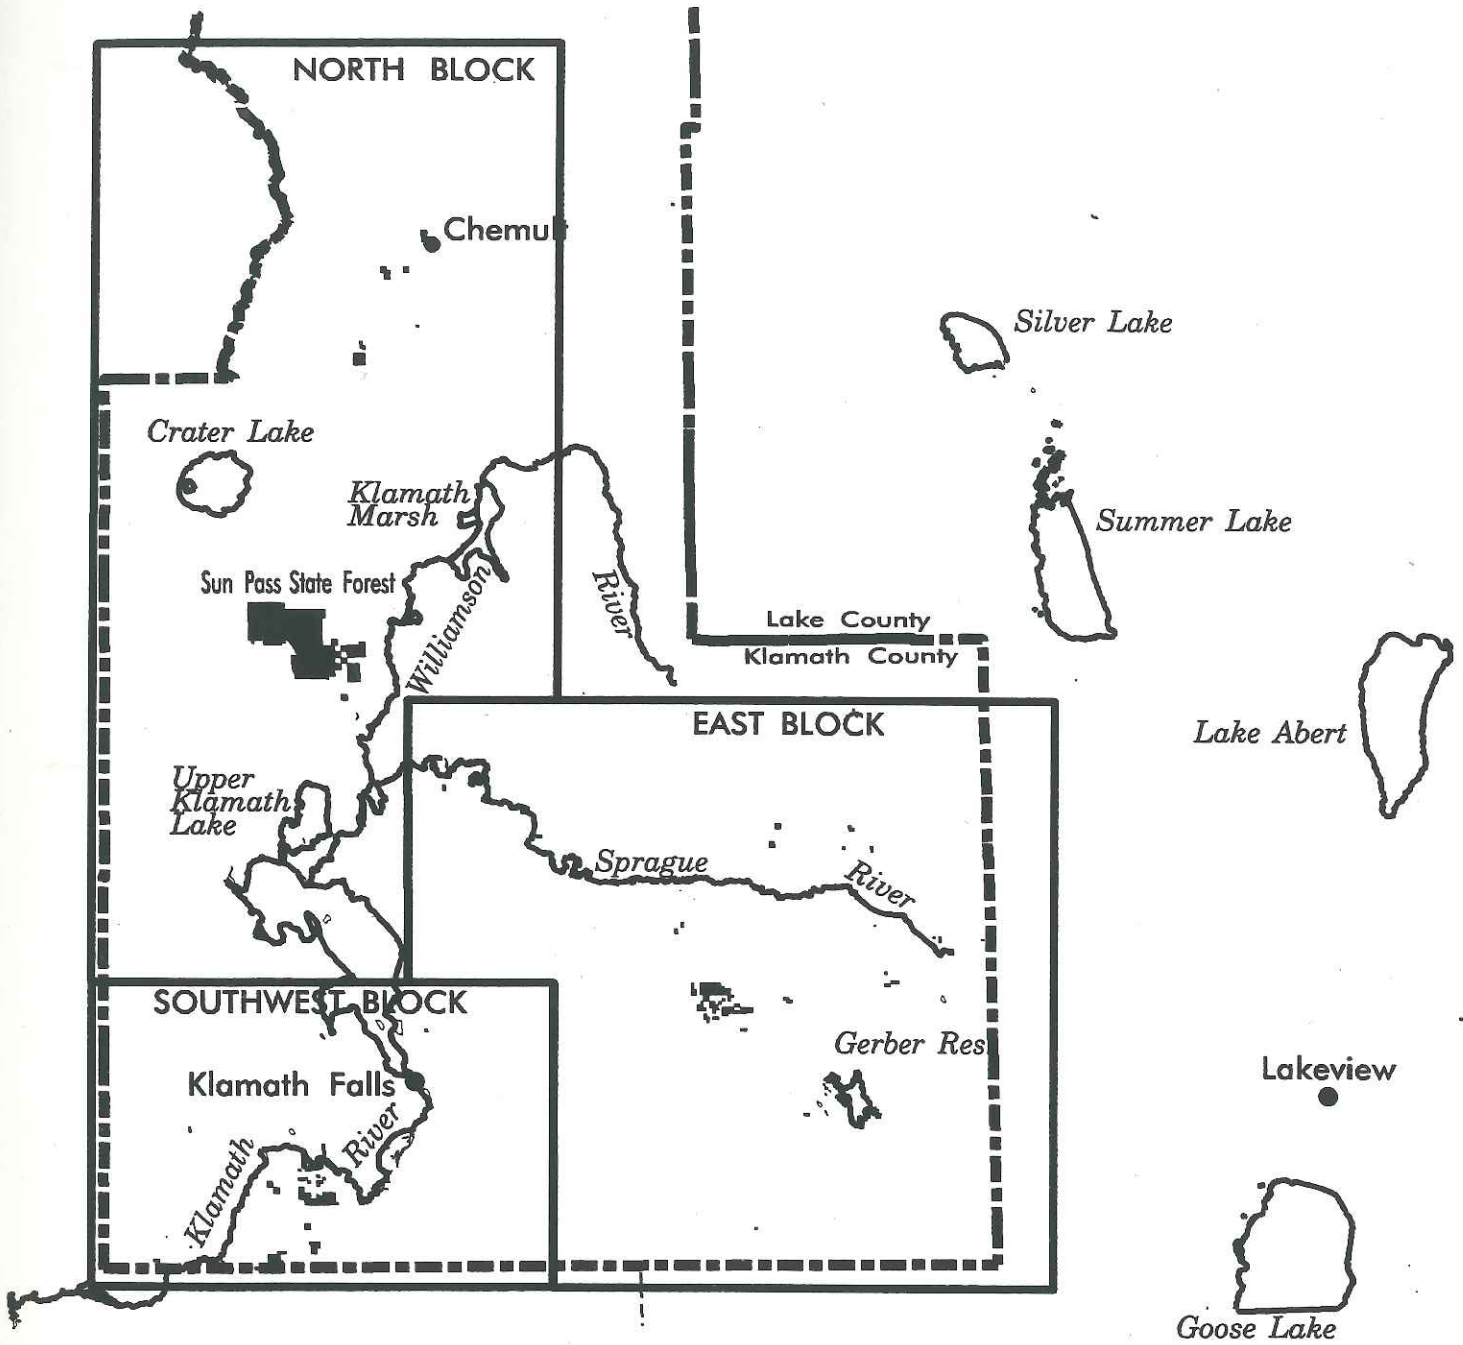 NORTH BLOCK
Chemult
Silver Lake
Crater Lake
Klamath
Marsh
Summer Lake
Sun Pass State Forest
Williamson
River
Lake County
Klamath County
EAST BLOCK
Lake Abert
Upper
Klamath
Lake
Sprague
River
SOUTHWEST BLOCK
Gerber Res
Klamath Falls
Lakeview
River
Klamath
Goose Lake